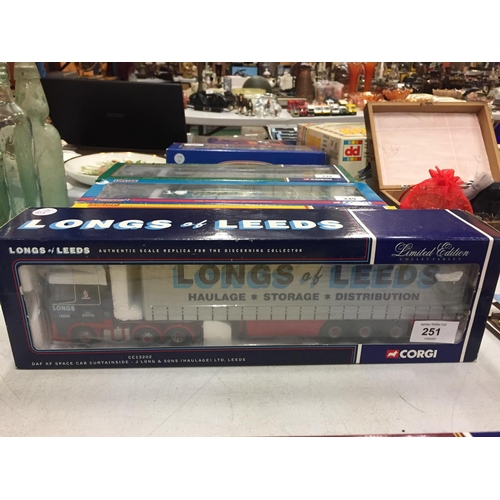 LONGS of LEEDS
LONGS of LEEDS
AUTHENTIC SCALE REPLICA FOR THE DISCERNING COLLECTOR
Limited Edition
LONGS of LEEDS
HAULAGE ★ STORAGE ★ DISTRIBUTION
LONGS
251
CC13202
DAF XF SPACE CAB CURTAINSIDE - J LONG & SONS (HAULAGE) LTD, LEEDS
CORGI
CORGI